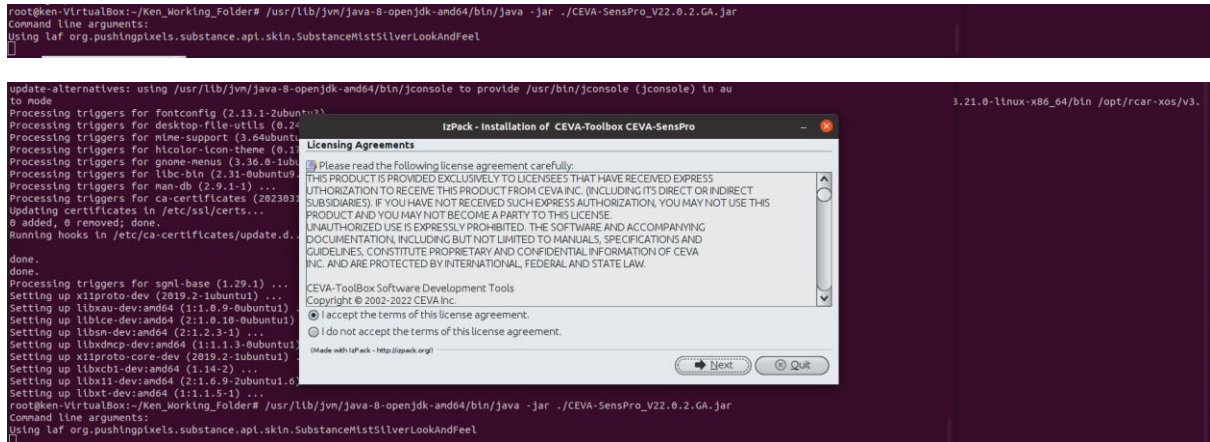 root@ken-VirtualBox:~/Ken_Working_Folder# /usr/lib/jvm/java-8-openjdk-amd64/bin/java -jar ./CEVA-SensPro_V22.0.2.GA.jar
Command line arguments:
Using laf org.pushingpixels.substance.api.skin.SubstanceMistSilverLookAndFeel
update-alternatives: using /usr/lib/jvm/java-8-openjdk-amd64/bin/jconsole to provide /usr/bin/jconsole (jconsole) in au
to mode
3.21.0-linux-x86_64/bin /opt/rcar-xos/v3.
Processing triggers for fontconfig (2.13.1-2ubuntu3)
Processing triggers for desktop-file-utils (0.24
Processing triggers for mime-support (3.64ubuntu
Processing triggers for hicolor-icon-theme (0.17
Processing triggers for gnome-menus (3.36.0-1ubu
Processing triggers for libc-bin (2.31-0ubuntu9.
Processing triggers for man-db (2.9.1-1) ...
Processing triggers for ca-certificates (2023031
Updating certificates in /etc/ssl/certs...
0 added, 0 removed; done.
Running hooks in /etc/ca-certificates/update.d..
done.
done.
Processing triggers for sgml-base (1.29.1) ...
Setting up x11proto-dev (2019.2-1ubuntu1) ...
Setting up libxau-dev:amd64 (1:1.0.9-0ubuntu1) .
Setting up libice-dev:amd64 (2:1.0.10-0ubuntu1)
Setting up libsm-dev:amd64 (2:1.2.3-1) ...
Setting up libxdmcp-dev:amd64 (1:1.1.3-0ubuntu1)
Setting up x11proto-core-dev (2019.2-1ubuntu1) .
Setting up libxcb1-dev (1.14-2) ...
Setting up libx11-dev:amd64 (2:1.6.9-2ubuntu1.6)
Setting up libxt-dev:amd64 (1:1.1.5-1) ...
root@ken-VirtualBox:~/Ken_Working_Folder# /usr/lib/jvm/java-8-openjdk-amd64/bin/java -jar ./CEVA-SensPro_V22.0.2.GA.jar
Command line arguments:
Using laf org.pushingpixels.substance.api.skin.SubstanceMistSilverLookAndFeel
IzPack - Installation of CEVA-Toolbox CEVA-SensPro
Licensing Agreements
Please read the following license agreement carefully:
THIS PRODUCT IS PROVIDED EXCLUSIVELY TO LICENSEES THAT HAVE RECEIVED EXPRESS
UTHORIZATION TO RECEIVE THIS PRODUCT FROM CEVA INC. (INCLUDING ITS DIRECT OR INDIRECT
SUBSIDIARIES). IF YOU HAVE NOT RECEIVED SUCH EXPRESS AUTHORIZATION, YOU MAY NOT USE THIS
PRODUCT AND YOU MAY NOT BECOME A PARTY TO THIS LICENSE.
UNAUTHORIZED USE IS EXPRESSLY PROHIBITED. THE SOFTWARE AND ACCOMPANYING
DOCUMENTATION, INCLUDING BUT NOT LIMITED TO MANUALS, SPECIFICATIONS AND
GUIDELINES, CONSTITUTE PROPRIETARY AND CONFIDENTIAL INFORMATION OF CEVA
INC. AND ARE PROTECTED BY INTERNATIONAL, FEDERAL AND STATE LAW.
CEVA-ToolBox Software Development Tools
Copyright © 2002-2022 CEVA Inc.
I accept the terms of this license agreement.
I do not accept the terms of this license agreement.
(Made with IzPack - http://izpack.org/)
Next
Quit